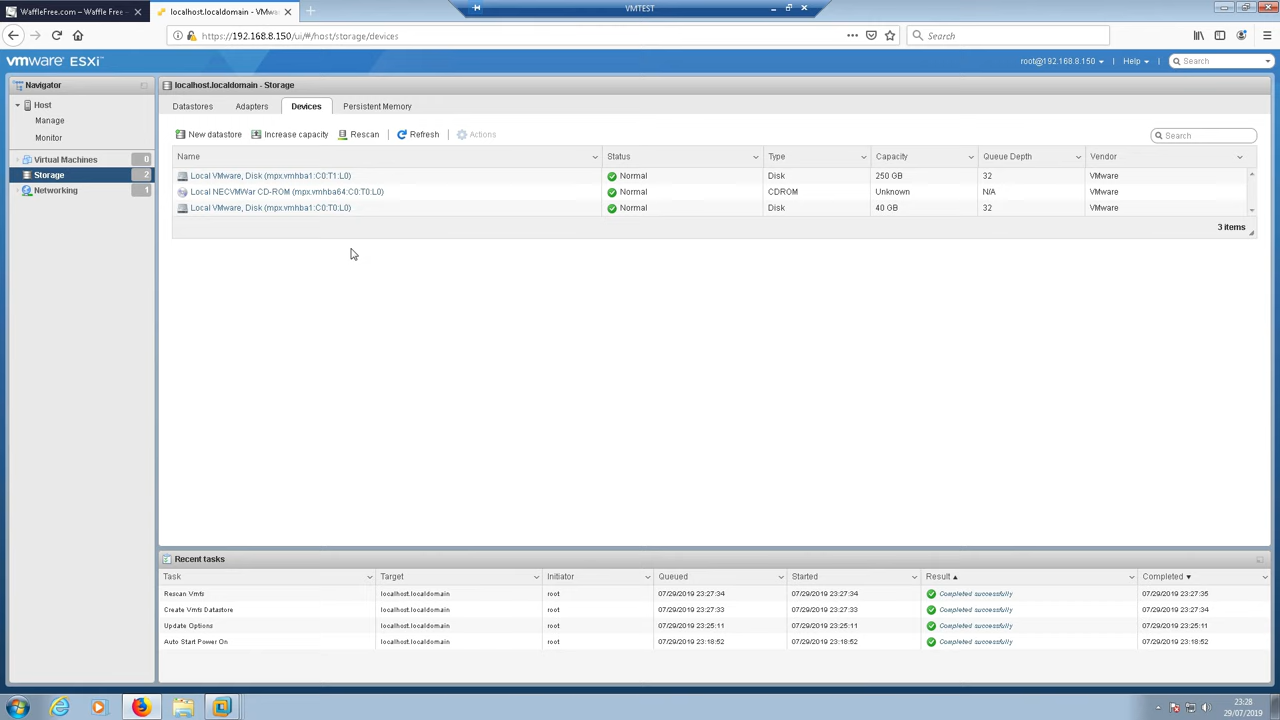 WaffleFree.com – Waffle Free -
localhost.localdomain - VMwa
VMTEST
https://192.168.8.150/ui/#/host/storage/devices
Search
vmware ESXi
root@192.168.8.150
Help
Search
Navigator
Host
Manage
Monitor
Virtual Machines 0
Storage 2
Networking 1
localhost.localdomain - Storage
Datastores Adapters Devices Persistent Memory
New datastore Increase capacity Rescan Refresh Actions
Search
Name Status Type Capacity Queue Depth Vendor
Local VMware, Disk (mpx.vmhba1:C0:T1:L0) Normal Disk 250 GB 32 VMware
Local NECVMWar CD-ROM (mpx.vmhba64:C0:T0:L0) Normal CDROM Unknown N/A VMware
Local VMware, Disk (mpx.vmhba1:C0:T0:L0) Normal Disk 40 GB 32 VMware
3 items
Recent tasks
Task Target Initiator Queued Started Result Completed
Rescan Vmfs localhost.localdomain root 07/29/2019 23:27:34 07/29/2019 23:27:34 Completed successfully 07/29/2019 23:27:35
Create Vmfs Datastore localhost.localdomain root 07/29/2019 23:27:33 07/29/2019 23:27:33 Completed successfully 07/29/2019 23:27:34
Update Options localhost.localdomain root 07/29/2019 23:25:11 07/29/2019 23:25:11 Completed successfully 07/29/2019 23:25:11
Auto Start Power On localhost.localdomain root 07/29/2019 23:18:52 07/29/2019 23:18:52 Completed successfully 07/29/2019 23:18:52
23:28
29/07/2019